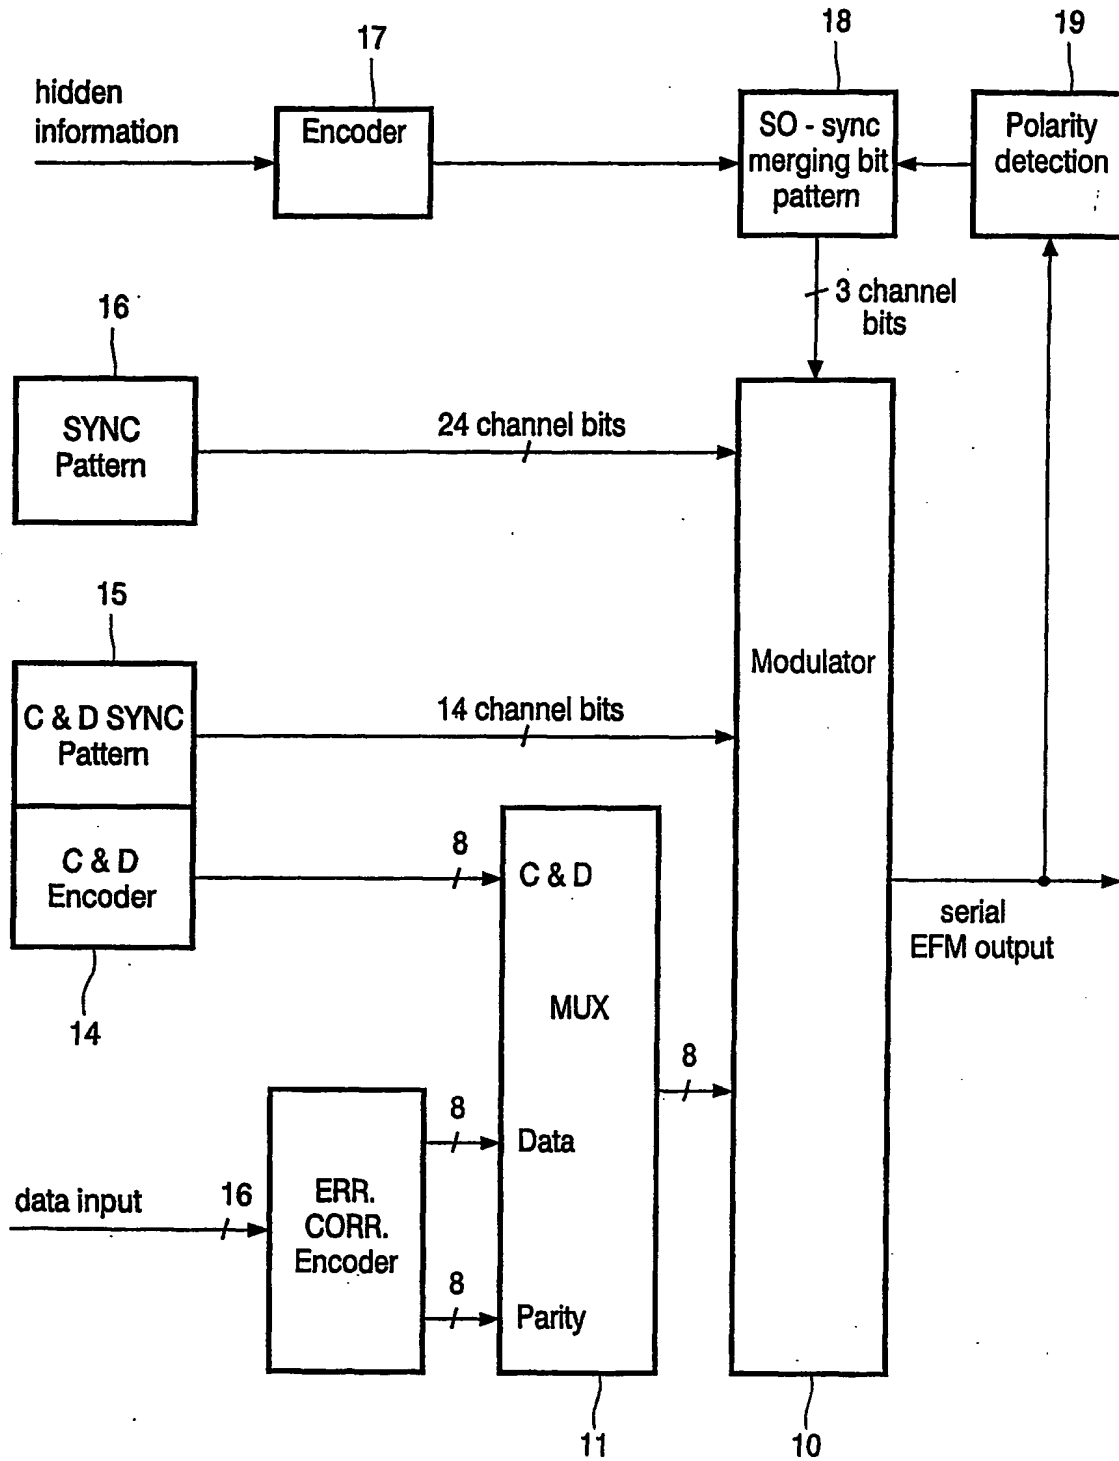 18
19
17
hidden
information
Encoder
SO - sync
merging bit
pattern
Polarity
detection
3 channel
bits
16
SYNC
Pattern
24 channel bits
15
C & D SYNC
Pattern
14 channel bits
Modulator
C & D
Encoder
8
C & D
serial
EFM output
14
MUX
8
8
Data
data input
16
ERR.
CORR.
Encoder
8
Parity
11
10